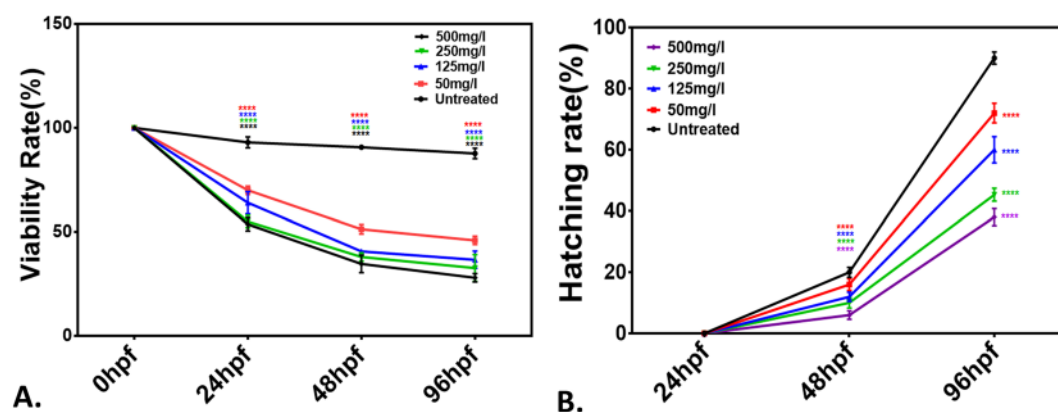 150
100
50
0
Viability Rate(%)
500mg/l
250mg/l
125mg/l
50mg/l
Untreated
****
****
****
****
****
****
****
****
****
****
****
****
0hpf
24hpf
48hpf
96hpf
A.
100
80
60
40
20
0
Hatching rate(%)
500mg/l
250mg/l
125mg/l
50mg/l
Untreated
****
****
****
****
****
****
****
****
24hpf
48hpf
96hpf
B.